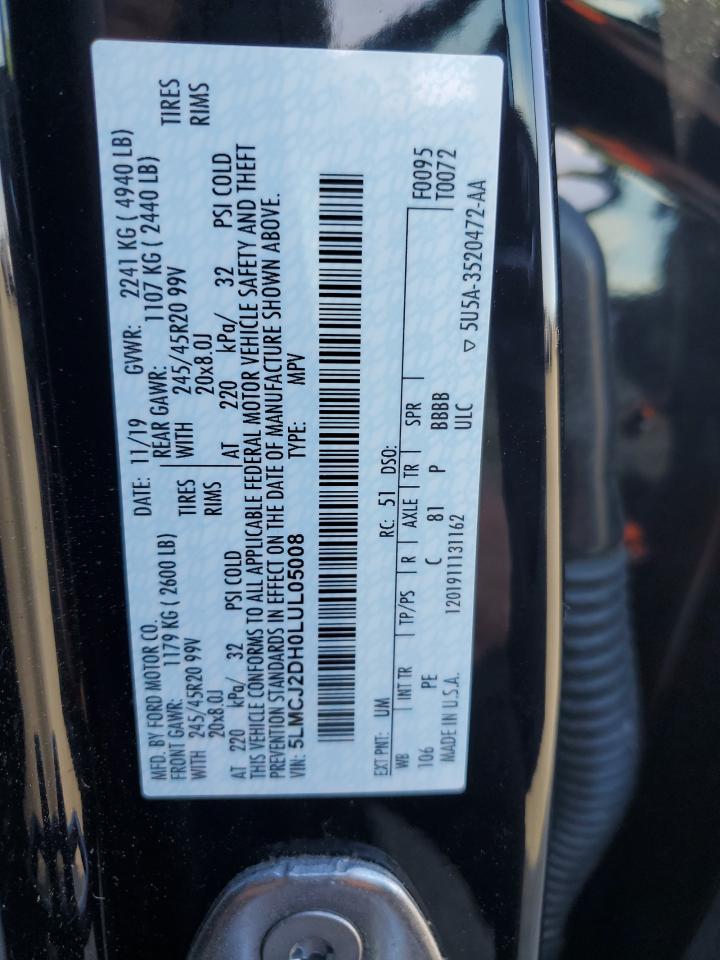 MFD. BY FORD MOTOR CO. DATE: 11/19 GVWR: 2241 KG ( 4940 LB)
FRONT GAWR: 1179 KG ( 2600 LB) REAR GAWR: 1107 KG ( 2440 LB)
WITH 245/45R20 99V TIRES WITH 245/45R20 99V TIRES
20x8.0J RIMS 20x8.0J RIMS
AT 220 kPa/ 32 PSI COLD AT 220 kPa/ 32 PSI COLD
THIS VEHICLE CONFORMS TO ALL APPLICABLE FEDERAL MOTOR VEHICLE SAFETY AND THEFT
PREVENTION STANDARDS IN EFFECT ON THE DATE OF MANUFACTURE SHOWN ABOVE.
VIN: 5LMCJ2DH0LUL05008 TYPE: MPV
EXT PNT: UM RC: 51 DSO:
WB INT TR TP/PS R AXLE TR SPR F0095
106 PE C 81 P BBBB T0072
MADE IN U.S.A. 120191113​1162 ULC
▽ 5U5A-3520472-AA